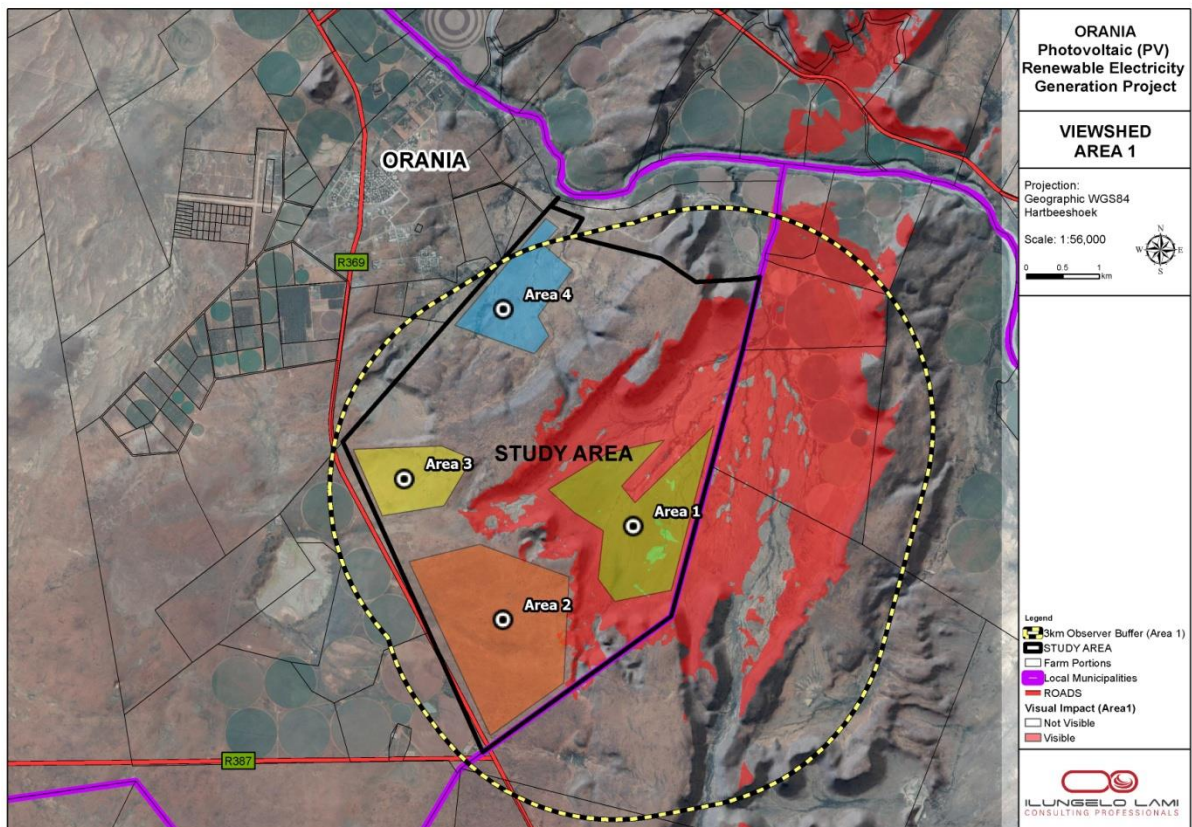 ORANIA
Photovoltaic (PV)
Renewable Electricity
Generation Project
VIEWSHED
AREA 1
Projection:
Geographic WGS84
Hartbeeshoek
Scale: 1:56,000
N
W E
S
0 0.5 1
km
ORANIA
R369
Area 4
STUDY AREA
Area 3
Area 1
Area 2
R387
Legend
3km Observer Buffer (Area 1)
STUDY AREA
Farm Portions
Local Municipalities
ROADS
Visual Impact (Area1)
Not Visible
Visible
ILUNGELO LAMI
CONSULTING PROFESSIONALS